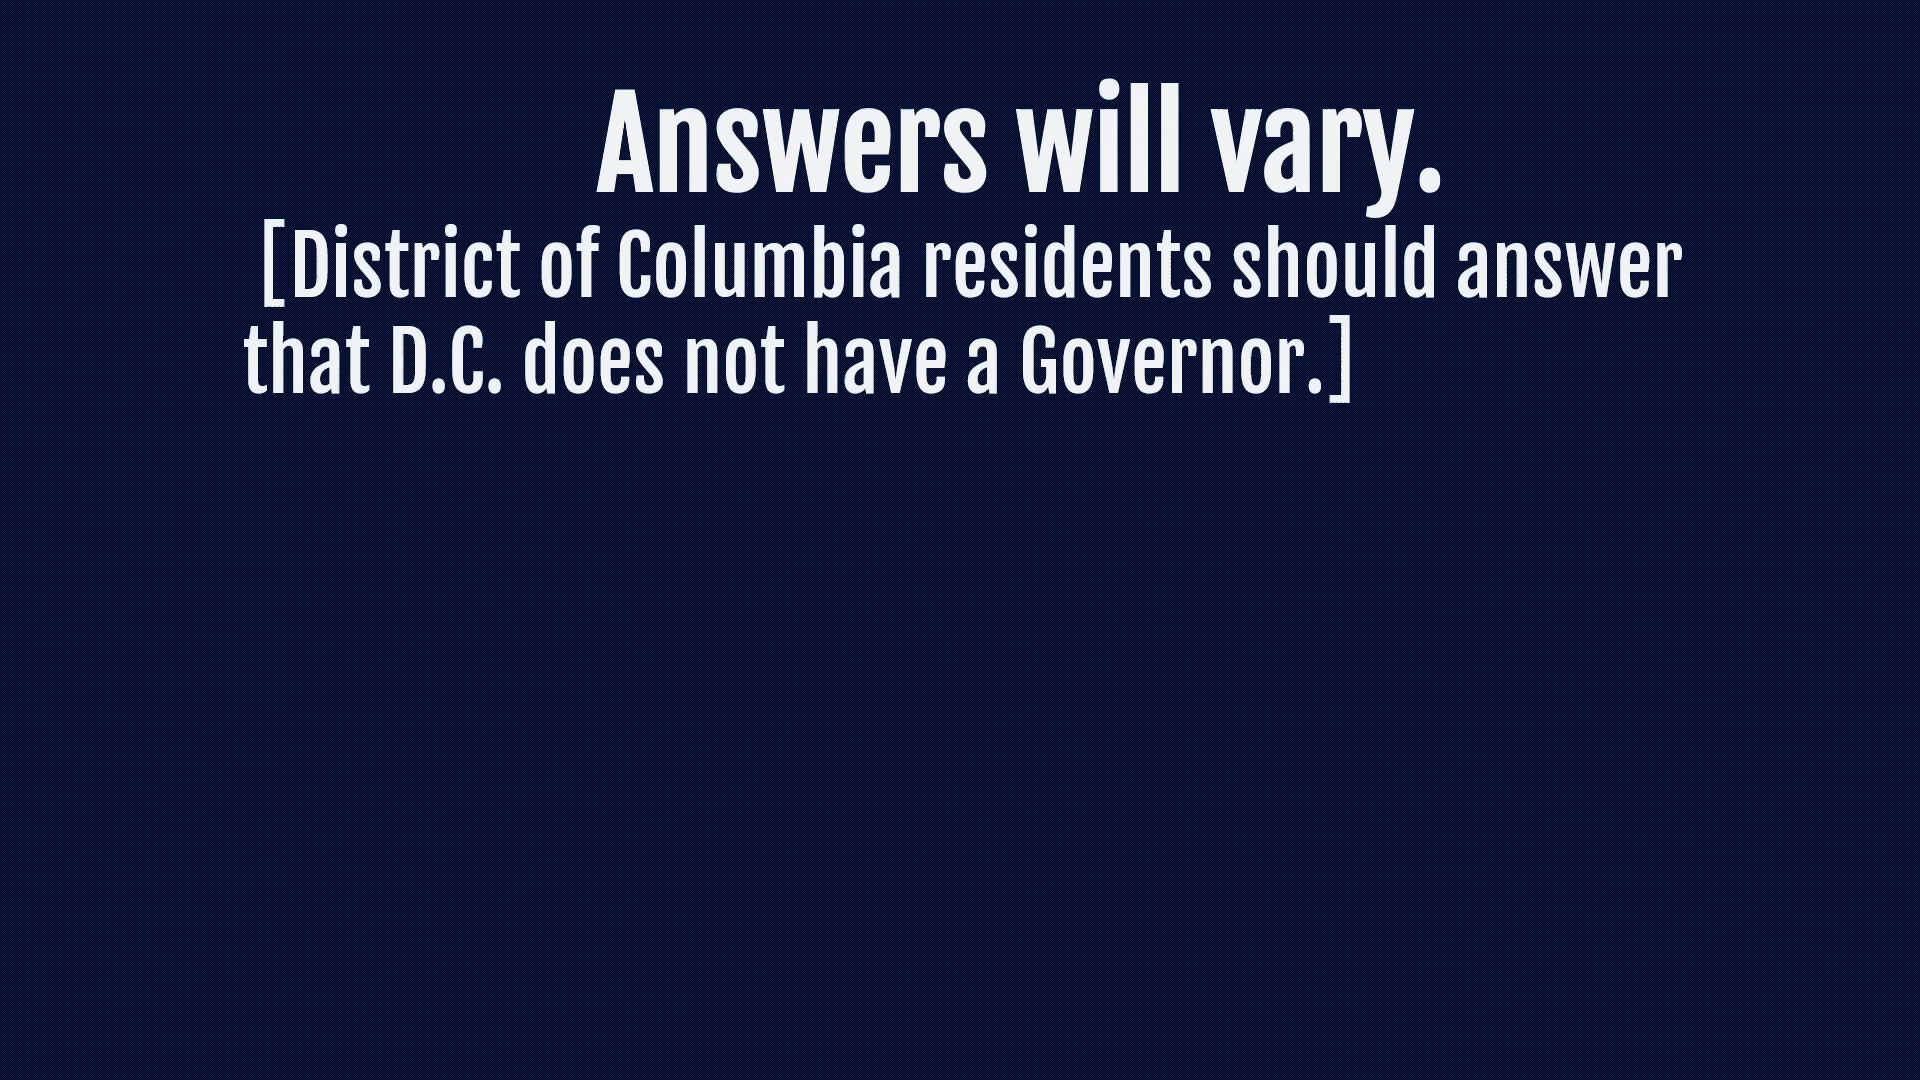 Answers will vary.
[District of Columbia residents should answer
that D.C. does not have a Governor.]